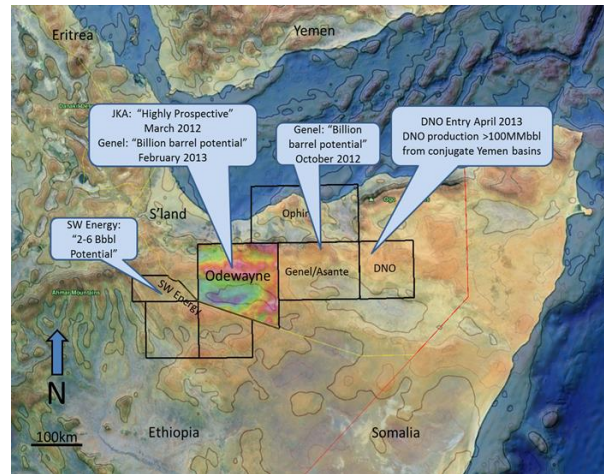 Eritrea
Yemen
JKA: "Highly Prospective"
March 2012
Genel: "Billion barrel potential"
February 2013
Genel: "Billion
barrel potential"
October 2012
DNO Entry April 2013
DNO production >100MMbbl
from conjugate Yemen basins
S'land
Ophir
SW Energy:
"2-6 Bbbl
Potential"
Odewayne
Genel/Asante
DNO
SW Energy
Ahmar Mountains
N
100km
Ethiopia
Somalia